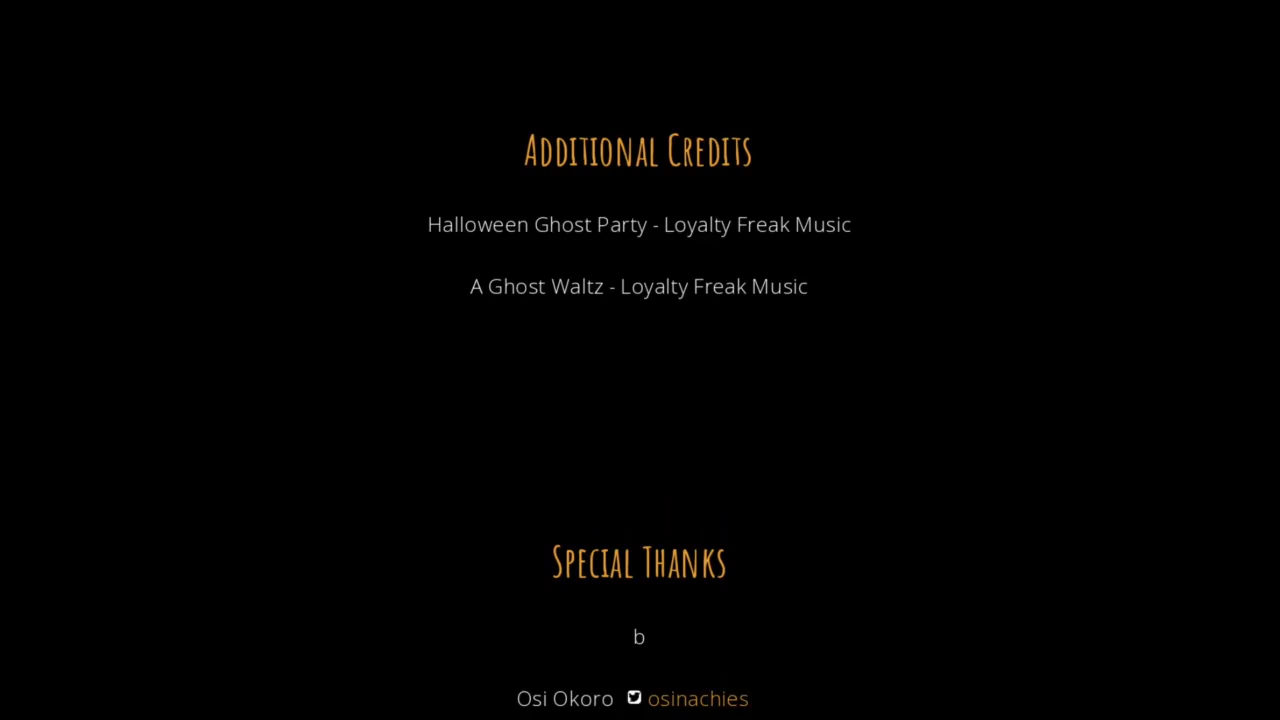 Additional Credits
Halloween Ghost Party - Loyalty Freak Music
A Ghost Waltz - Loyalty Freak Music
Special Thanks
b
Osi Okoro osinachies